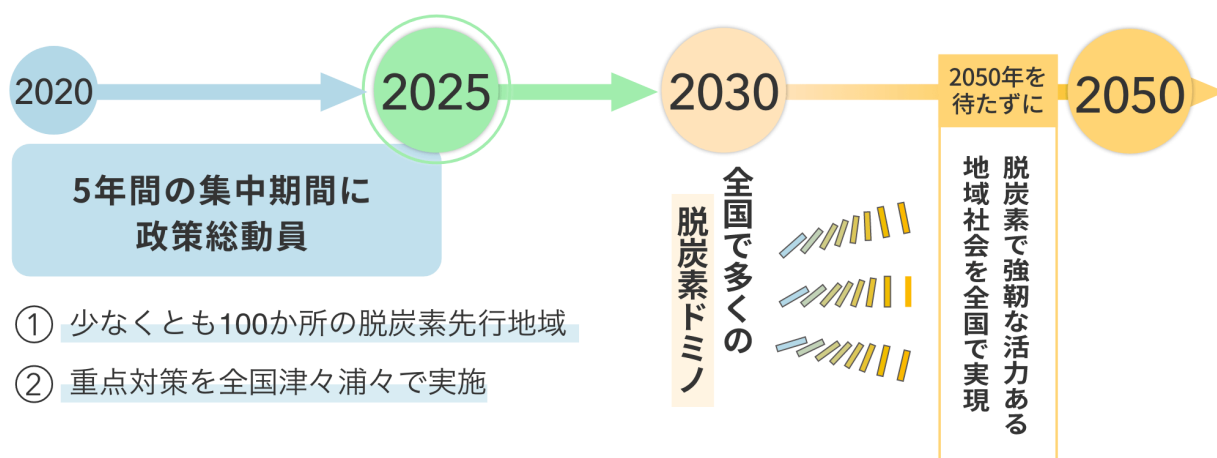 2020
2025
2030
2050年を
待たずに
2050
5年間の集中期間に
政策総動員
① 少なくとも100か所の脱炭素先行地域
② 重点対策を全国津々浦々で実施
全国で多くの
脱炭素ドミノ
脱炭素で強靭な活力ある
地域社会を全国で実現